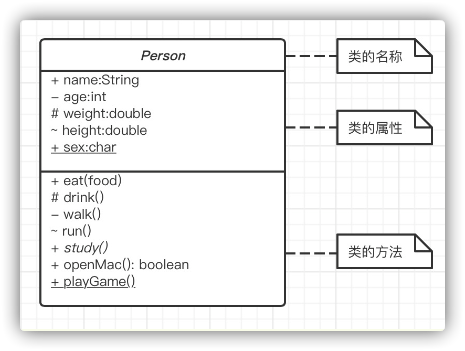 Person
类的名称
+ name:String
– age:int
# weight:double
~ height:double
+ sex:char
类的属性
+ eat(food)
# drink()
– walk()
~ run()
+ study()
+ openMac(): boolean
+ playGame()
类的方法